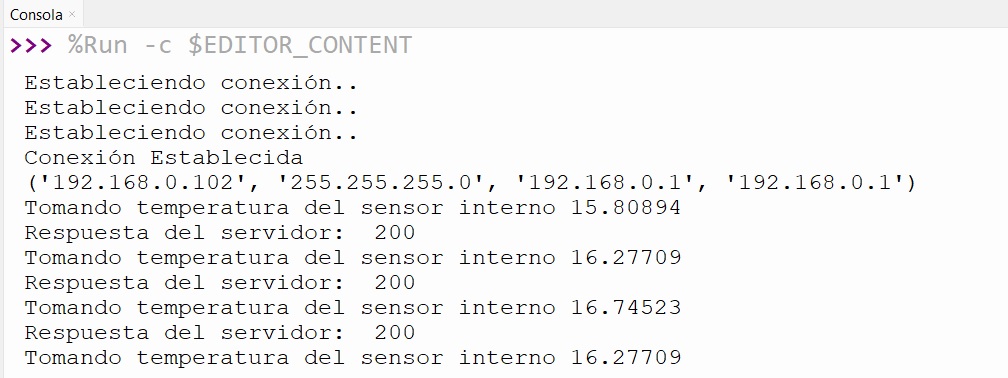 Consola ×
>>> %Run -c $EDITOR_CONTENT
Estableciendo conexión..
Estableciendo conexión..
Estableciendo conexión..
Conexión Establecida
('192.168.0.102', '255.255.255.0', '192.168.0.1', '192.168.0.1')
Tomando temperatura del sensor interno 15.80894
Respuesta del servidor:  200
Tomando temperatura del sensor interno 16.27709
Respuesta del servidor:  200
Tomando temperatura del sensor interno 16.74523
Respuesta del servidor:  200
Tomando temperatura del sensor interno 16.27709